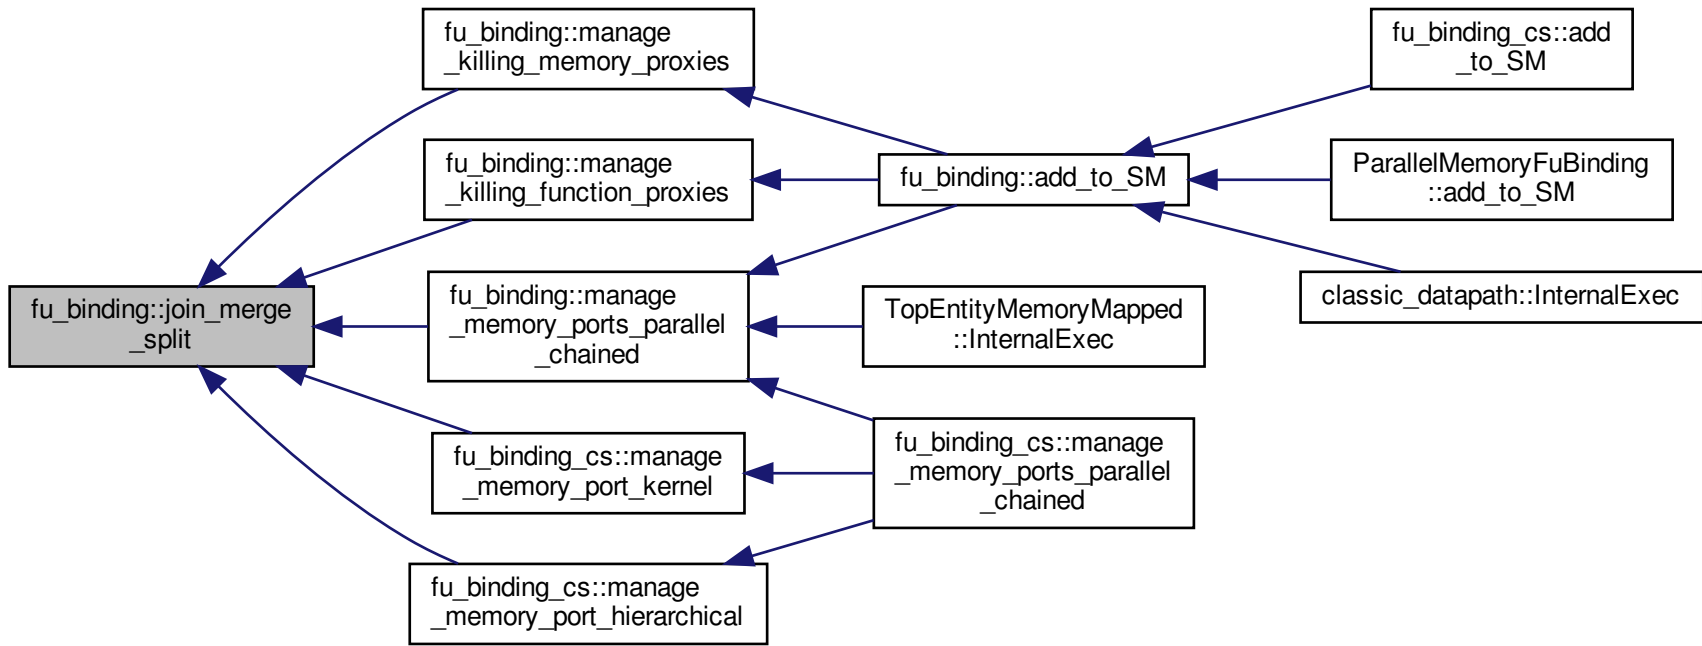 fu_binding::manage
_killing_memory_proxies
fu_binding_cs::add
_to_SM
fu_binding::manage
_killing_function_proxies
fu_binding::add_to_SM
ParallelMemoryFuBinding
::add_to_SM
fu_binding::join_merge
_split
fu_binding::manage
_memory_ports_parallel
_chained
TopEntityMemoryMapped
::InternalExec
classic_datapath::InternalExec
fu_binding_cs::manage
_memory_port_kernel
fu_binding_cs::manage
_memory_ports_parallel
_chained
fu_binding_cs::manage
_memory_port_hierarchical